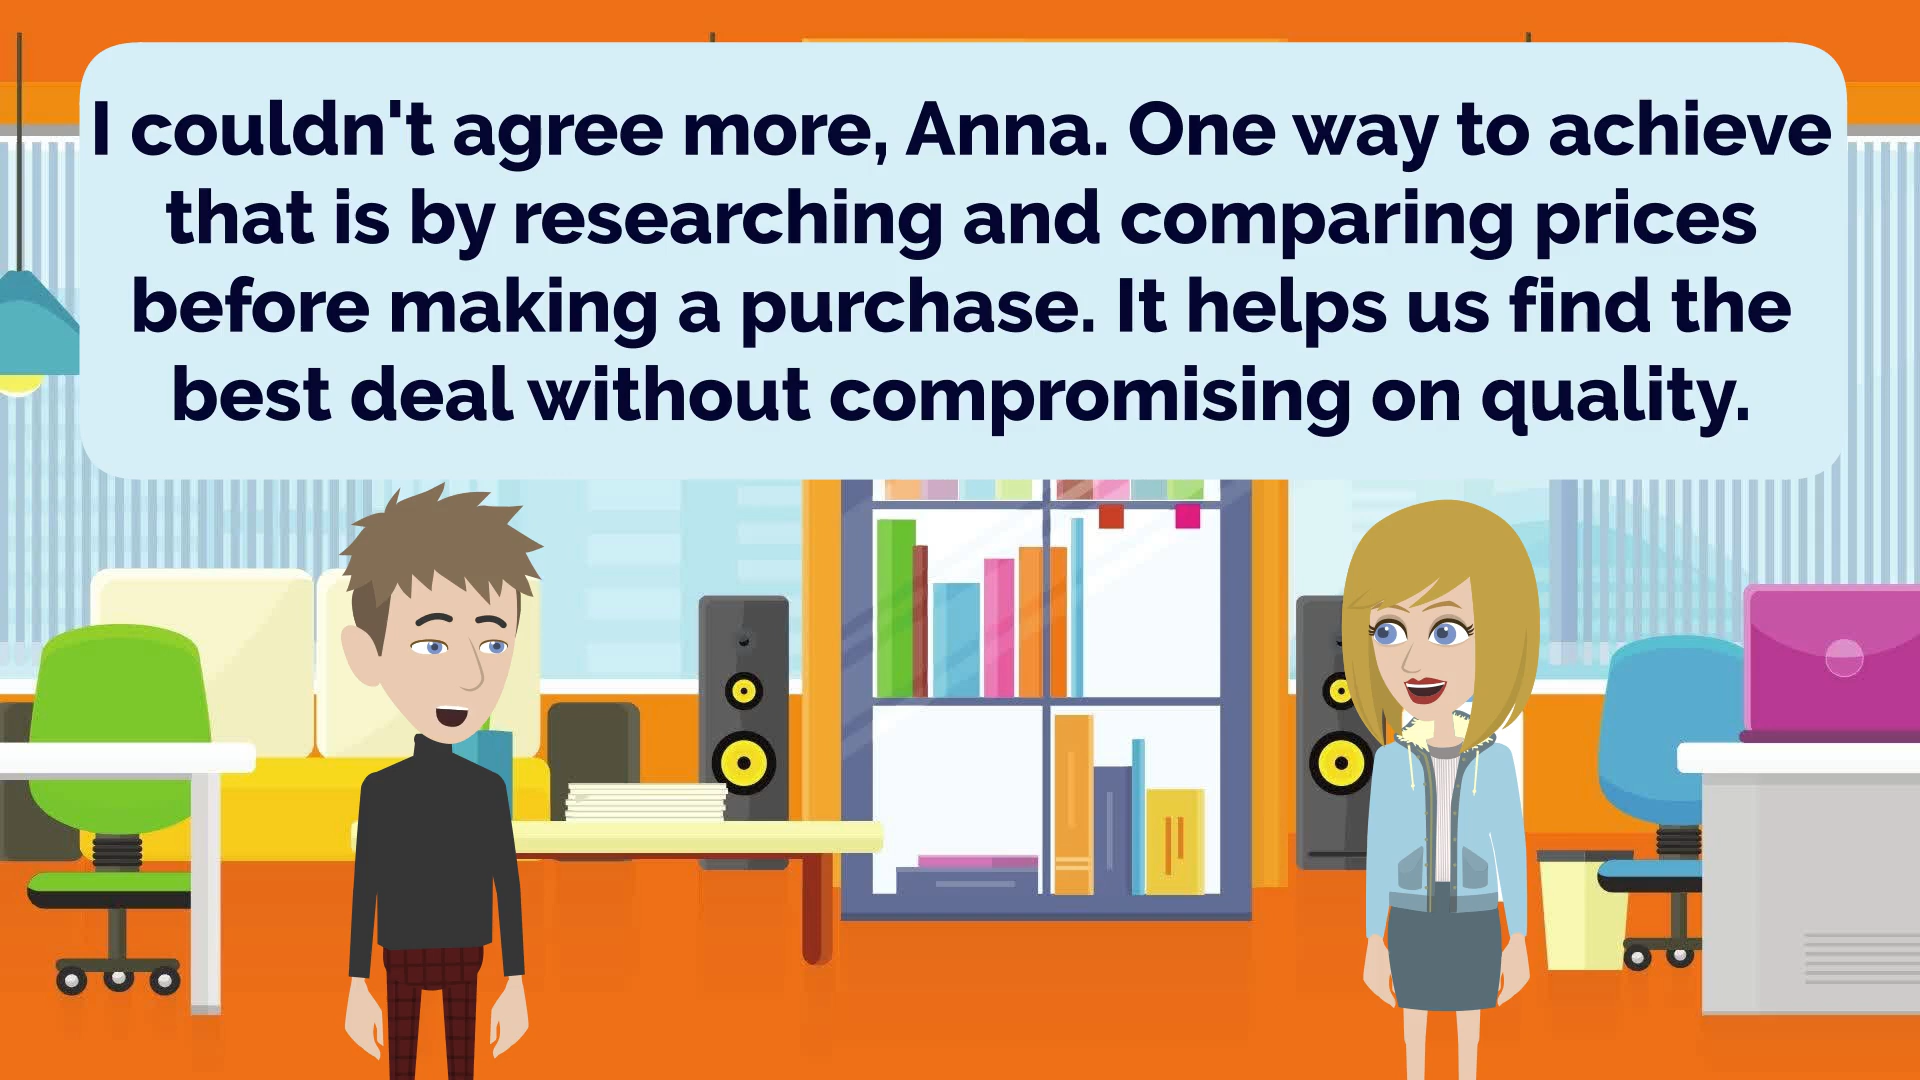 I couldn't agree more, Anna. One way to achieve
that is by researching and comparing prices
before making a purchase. It helps us find the
best deal without compromising on quality.